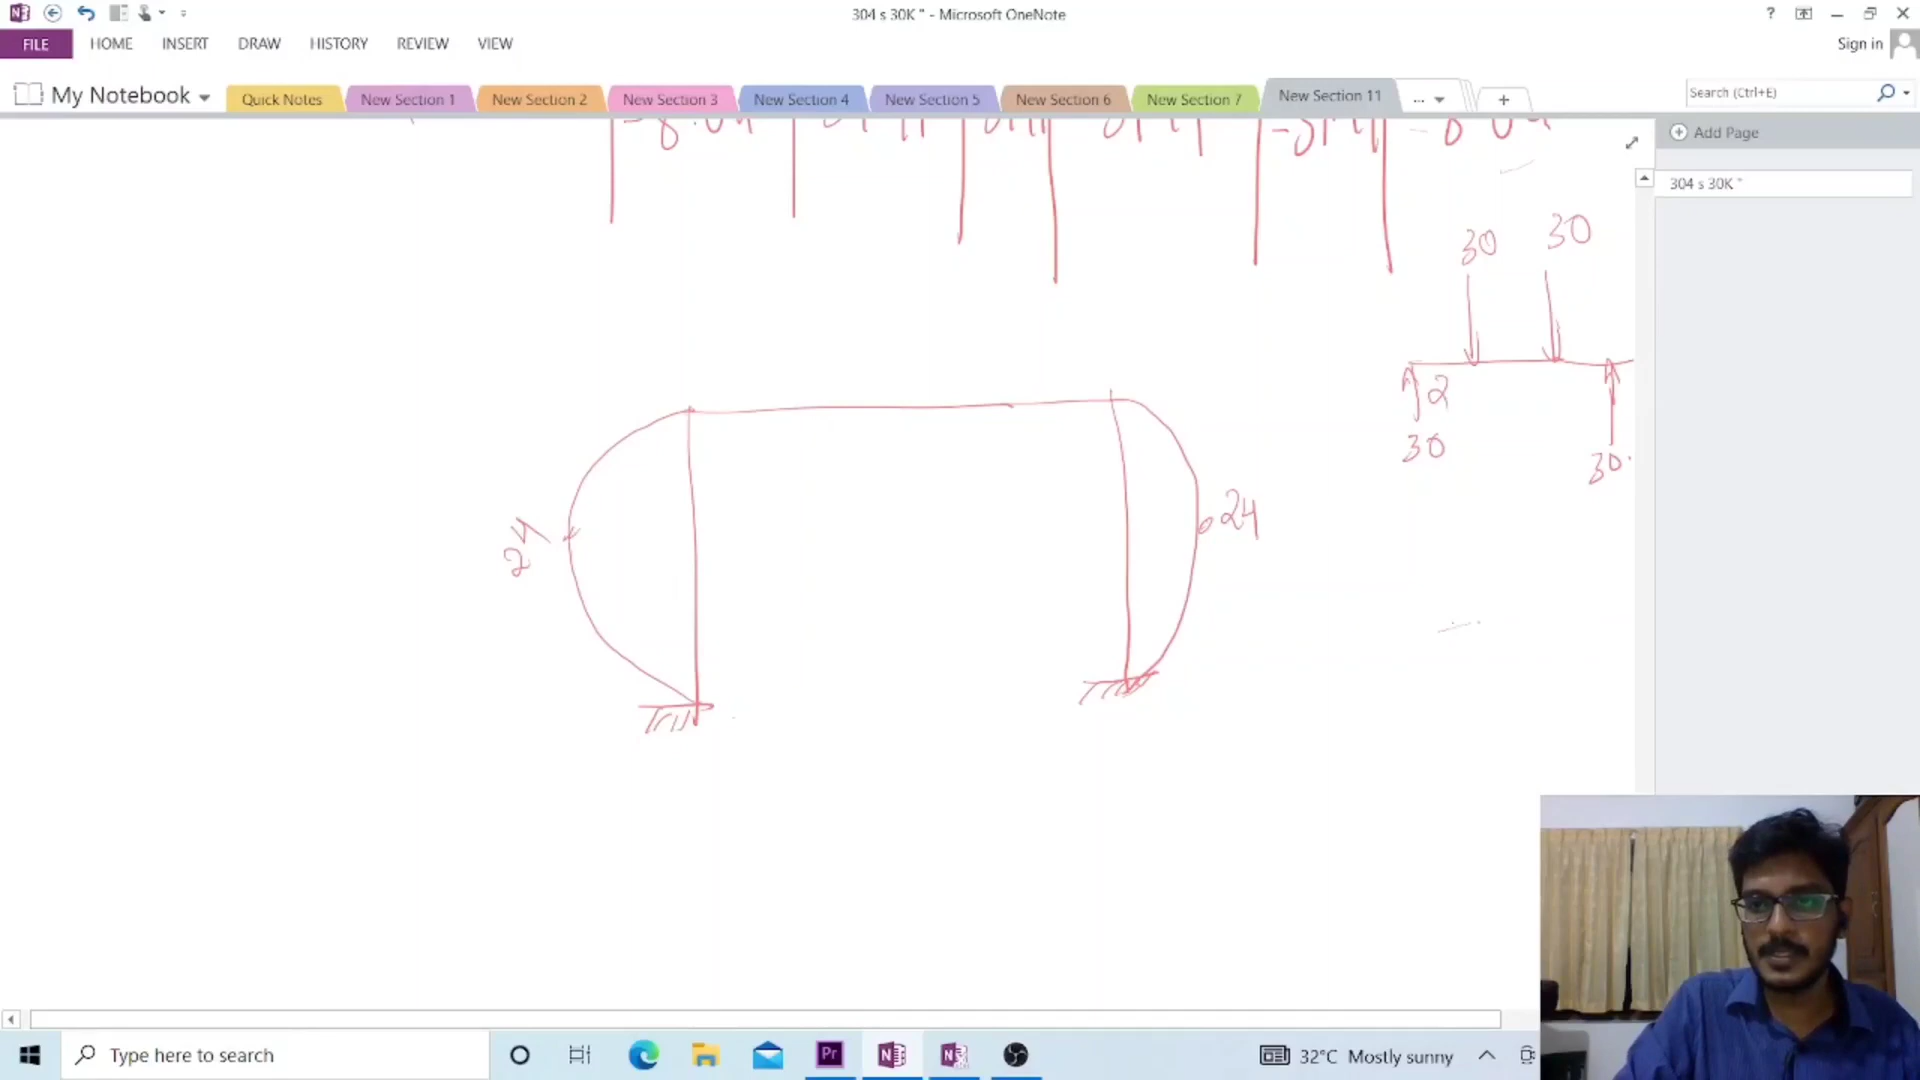 304 s 30K " - Microsoft OneNote
FILE HOME INSERT DRAW HISTORY REVIEW VIEW
Sign in
My Notebook
Quick Notes
New Section 1
New Section 2
New Section 3
New Section 4
New Section 5
New Section 6
New Section 7
New Section 11
...
Search (Ctrl+E)
Add Page
304 s 30K "
30 30
2
30
30
24
24
Type here to search
Pr
32°C Mostly sunny